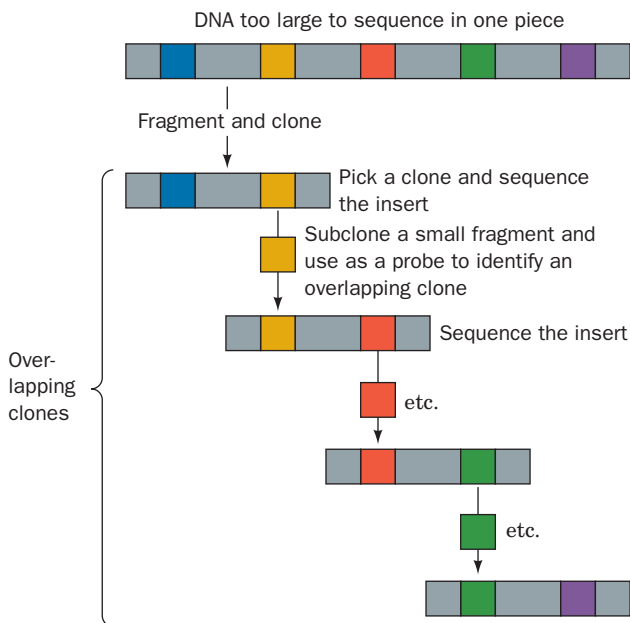 DNA too large to sequence in one piece
Fragment and clone
Pick a clone and sequence
the insert
Subclone a small fragment and
use as a probe to identify an
overlapping clone
Sequence the insert
Over-
lapping
clones
etc.
etc.